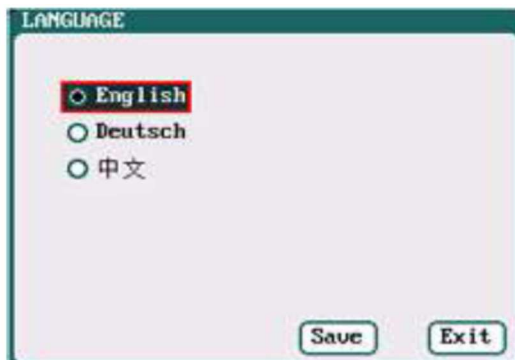 LANGUAGE
English
Deutsch
中文
Save Exit